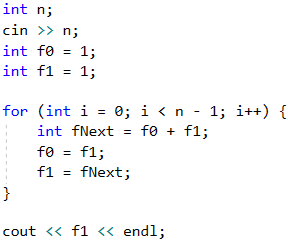 int n;
cin >> n;
int f0 = 1;
int f1 = 1;

for (int i = 0; i < n - 1; i++) {
    int fNext = f0 + f1;
    f0 = f1;
    f1 = fNext;
}

cout << f1 << endl;